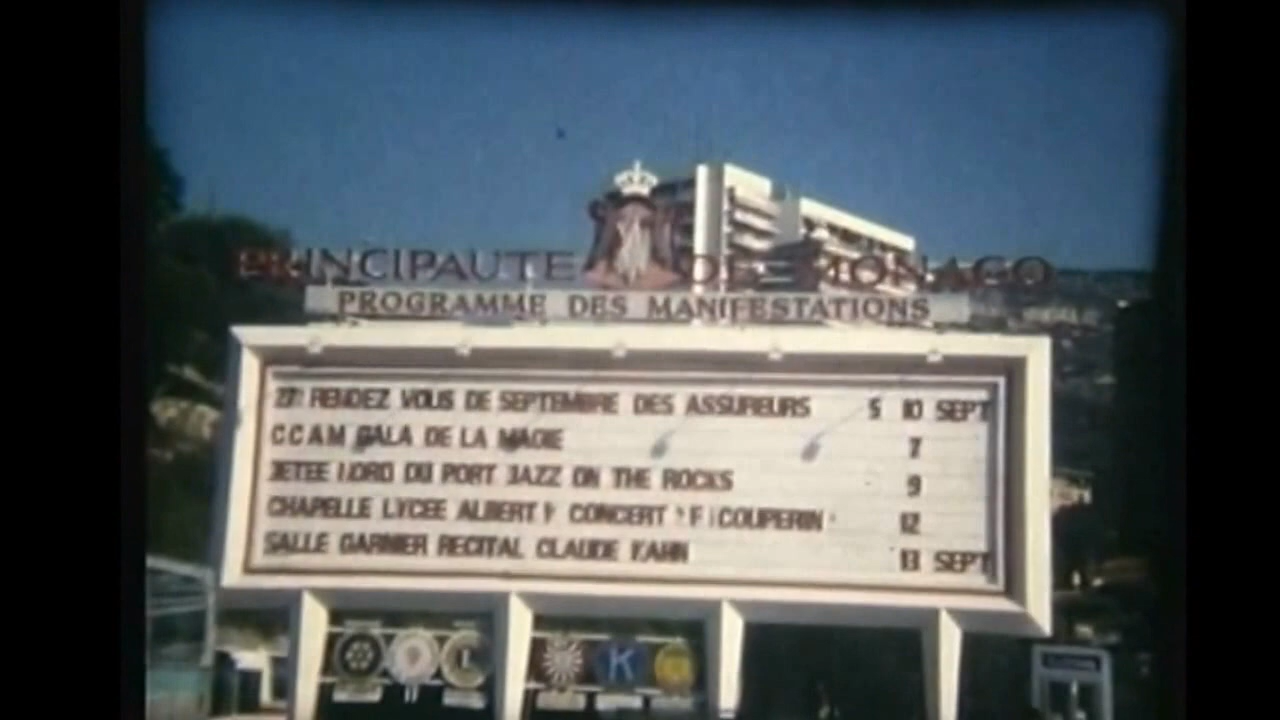 PRINCIPAUTE DE MONACO
PROGRAMME DES MANIFESTATIONS
27 RENDEZ VOUS DE SEPTEMBRE DES ASSUREURS 5 10 SEPT
CCAM GALA DE LA MAGIE 7
JETEE NORD DU PORT JAZZ ON THE ROCKS 9
CHAPELLE LYCEE ALBERT I CONCERT F COUPERIN 12
SALLE GARNIER RECITAL CLAUDE KAHN 13 SEPT
K